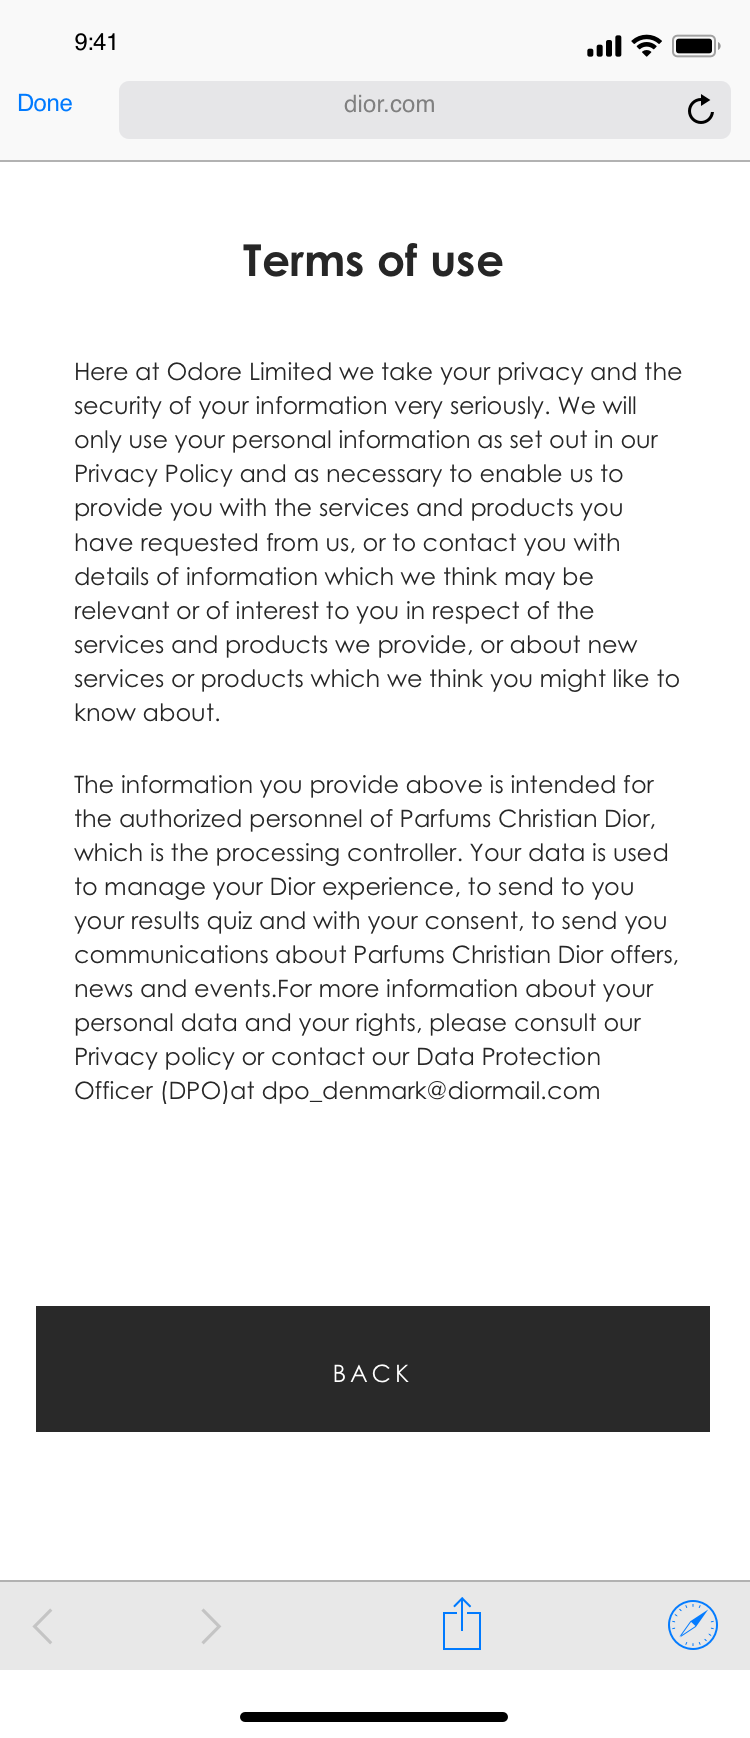 9:41
Done
dior.com
Terms of use
Here at Odore Limited we take your privacy and the
security of your information very seriously. We will
only use your personal information as set out in our
Privacy Policy and as necessary to enable us to
provide you with the services and products you
have requested from us, or to contact you with
details of information which we think may be
relevant or of interest to you in respect of the
services and products we provide, or about new
services or products which we think you might like to
know about.
The information you provide above is intended for
the authorized personnel of Parfums Christian Dior,
which is the processing controller. Your data is used
to manage your Dior experience, to send to you
your results quiz and with your consent, to send you
communications about Parfums Christian Dior offers,
news and events.For more information about your
personal data and your rights, please consult our
Privacy policy or contact our Data Protection
Officer (DPO)at dpo_denmark@diormail.com
BACK